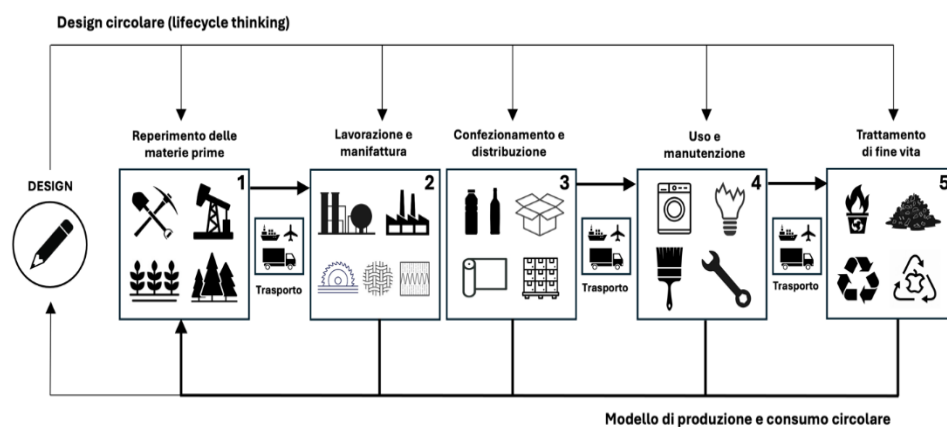 Design circolare (lifecycle thinking)
Reperimento delle
materie prime
Lavorazione e
manifattura
Confezionamento e
distribuzione
Uso e
manutenzione
Trattamento
di fine vita
DESIGN
1
2
3
4
5
Trasporto
Trasporto
Trasporto
Modello di produzione e consumo circolare